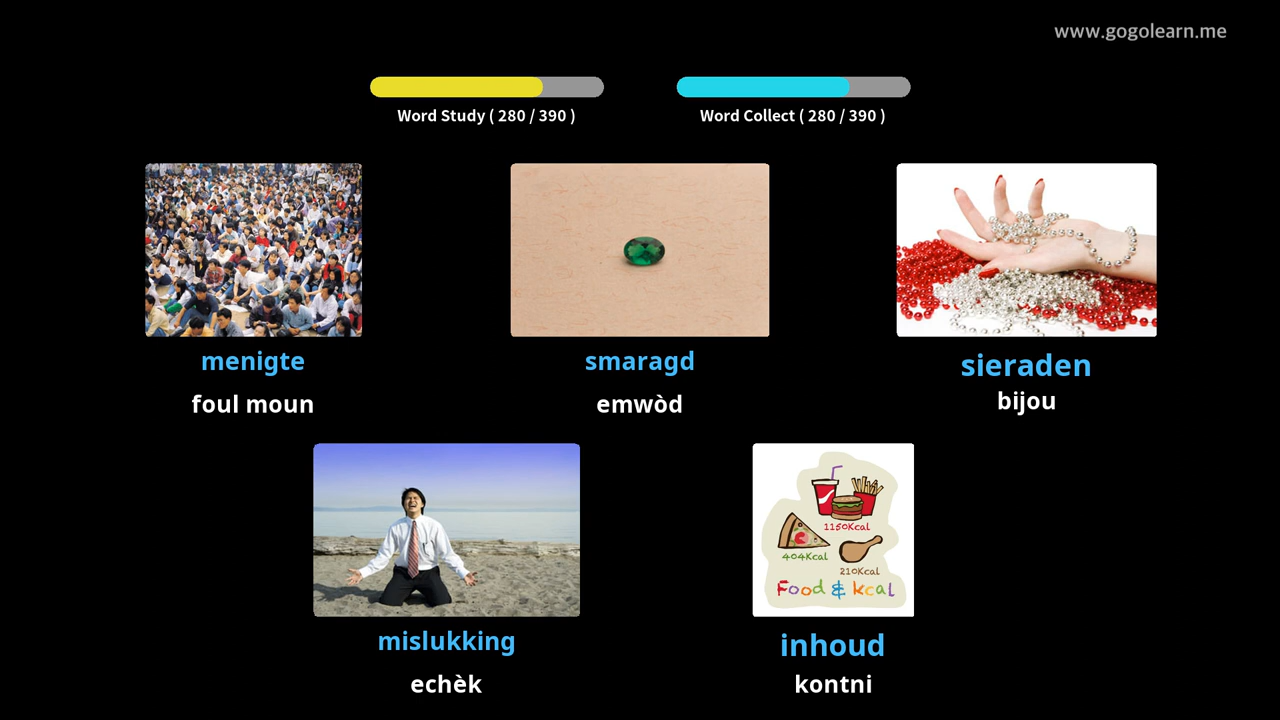 www.gogolearn.me
Word Study ( 280 / 390 )
Word Collect ( 280 / 390 )
menigte
foul moun
smaragd
emwòd
sieraden
bijou
mislukking
echèk
1150Kcal
404Kcal
210Kcal
Food & kcal
inhoud
kontni